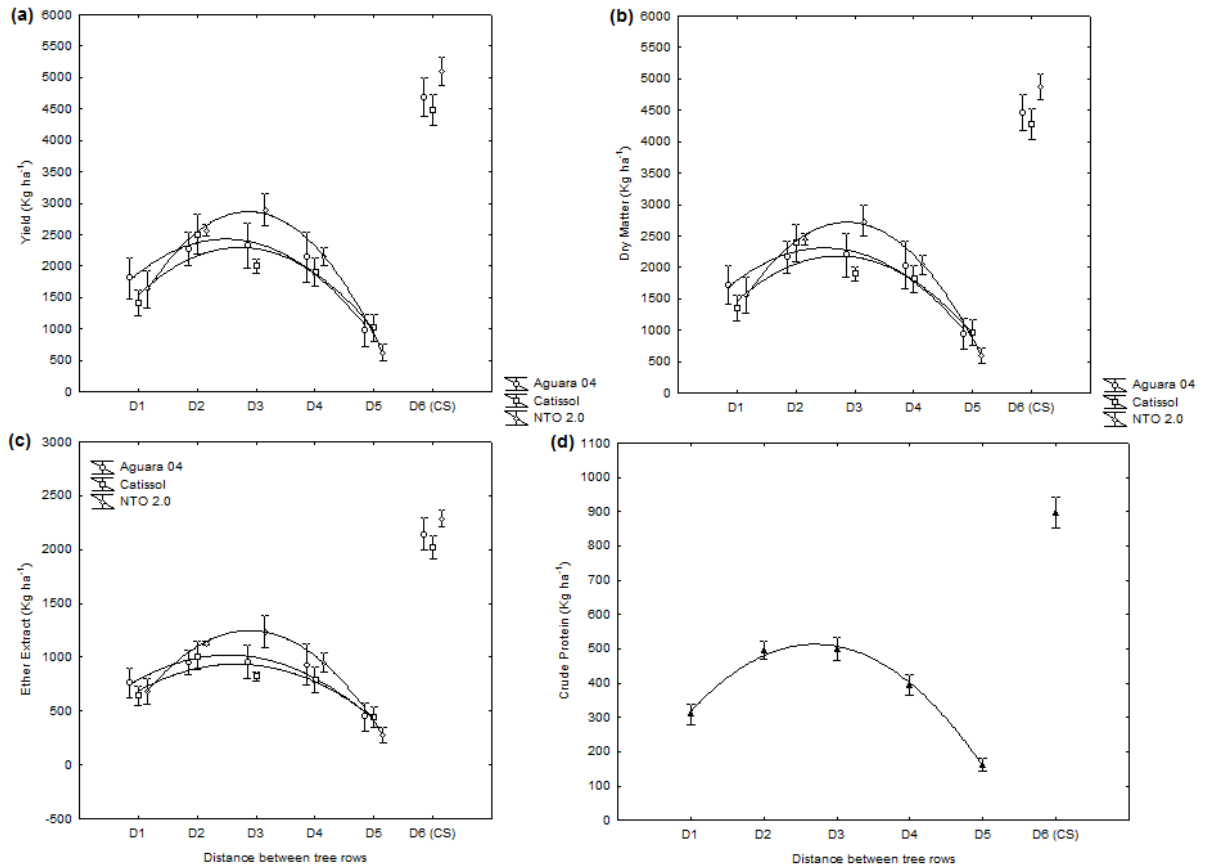 (a)
6000
5500
5000
4500
4000
3500
3000
2500
2000
1500
1000
500
0
Yield (Kg ha⁻¹)
D1 D2 D3 D4 D5 D6 (CS)
Aguara 04
Catissol
NTO 2.0
(b)
6000
5500
5000
4500
4000
3500
3000
2500
2000
1500
1000
500
0
Dry Matter (Kg ha⁻¹)
D1 D2 D3 D4 D5 D6 (CS)
Aguara 04
Catissol
NTO 2.0
(c)
3000
2500
2000
1500
1000
500
0
-500
Ether Extract (Kg ha⁻¹)
Aguara 04
Catissol
NTO 2.0
D1 D2 D3 D4 D5 D6 (CS)
Distance between tree rows
(d)
1100
1000
900
800
700
600
500
400
300
200
100
0
Crude Protein (Kg ha⁻¹)
D1 D2 D3 D4 D5 D6 (CS)
Distance between tree rows